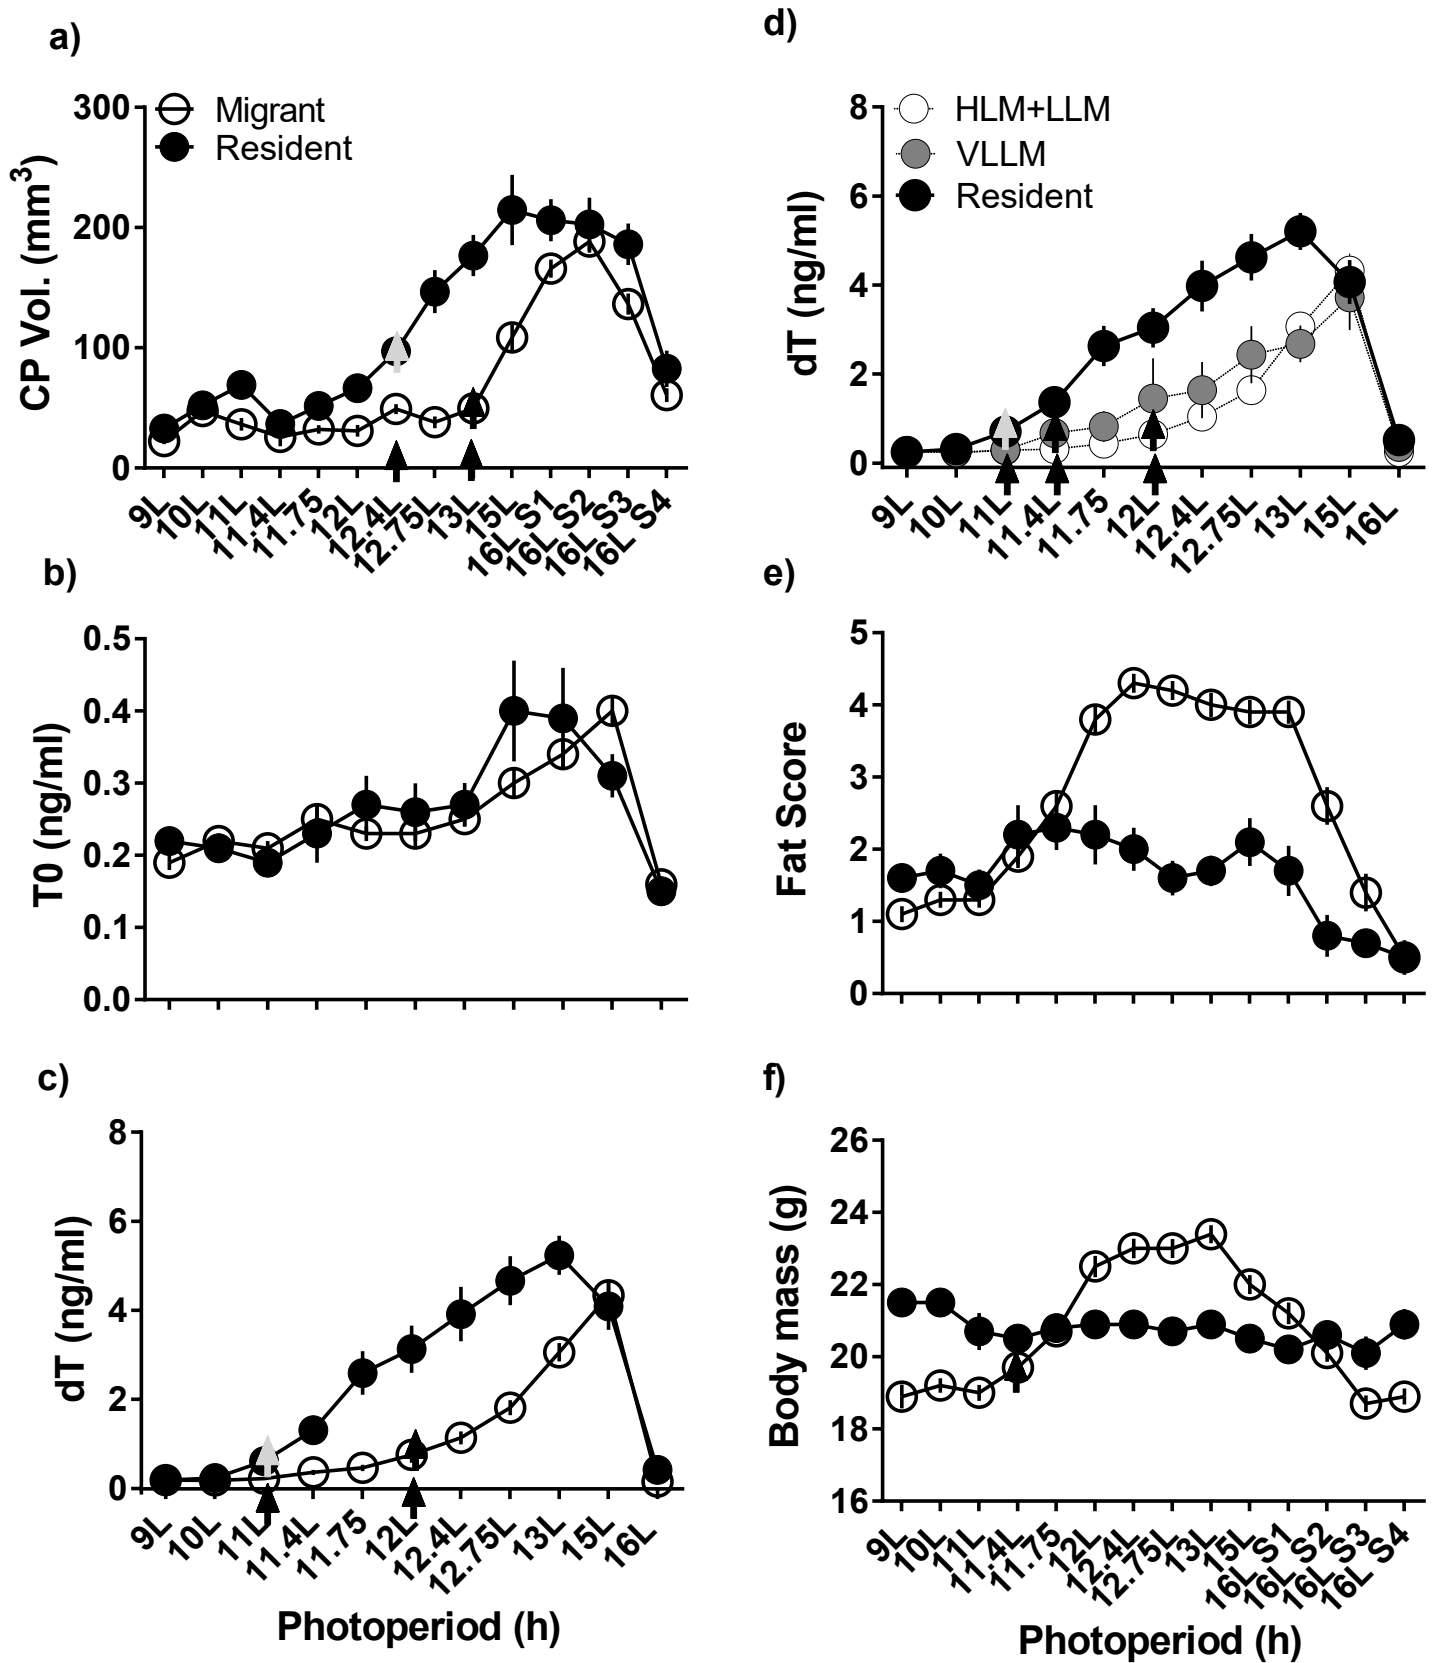 a)
CP Vol. (mm³)
300
200
100
0
Migrant
Resident
9L
10L
11L
11.4L
11.75
12L
12.4L
12.75L
13L
15L
16L S1
16L S2
16L S3
16L S4
b)
T0 (ng/ml)
0.5
0.4
0.3
0.2
0.1
0.0
c)
dT (ng/ml)
8
6
4
2
0
9L
10L
11L
11.4L
11.75
12L
12.4L
12.75L
13L
15L
16L
Photoperiod (h)
d)
dT (ng/ml)
8
6
4
2
0
HLM+LLM
VLLM
Resident
9L
10L
11L
11.4L
11.75
12L
12.4L
12.75L
13L
15L
16L
e)
Fat Score
5
4
3
2
1
0
f)
Body mass (g)
26
24
22
20
18
16
9L
10L
11L
11.4L
11.75
12L
12.4L
12.75L
13L
15L
16L S1
16L S2
16L S3
16L S4
Photoperiod (h)